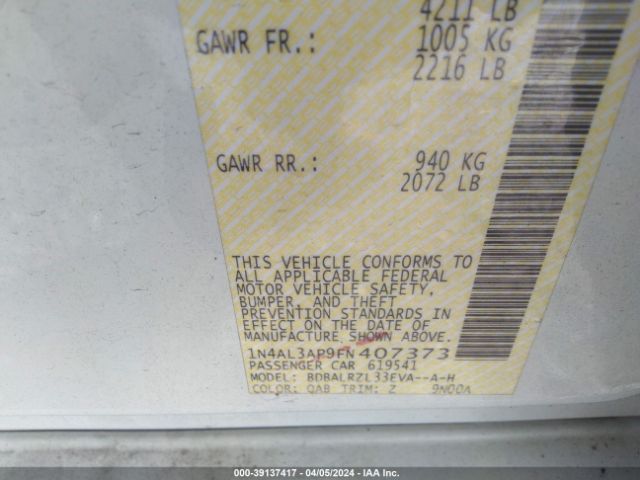 4211 LB
GAWR FR.: 1005 KG
2216 LB
GAWR RR.: 940 KG
2072 LB
THIS VEHICLE CONFORMS TO
ALL APPLICABLE FEDERAL
MOTOR VEHICLE SAFETY,
BUMPER, AND THEFT
PREVENTION STANDARDS IN
EFFECT ON THE DATE OF
MANUFACTURE SHOWN ABOVE.
1N4AL3AP9FN407373
PASSENGER CAR 619541
MODEL: BDBALRZL33EVA--A-H
COLOR: QAB TRIM: Z 9N00A
000-39137417 - 04/05/2024 - IAA Inc.